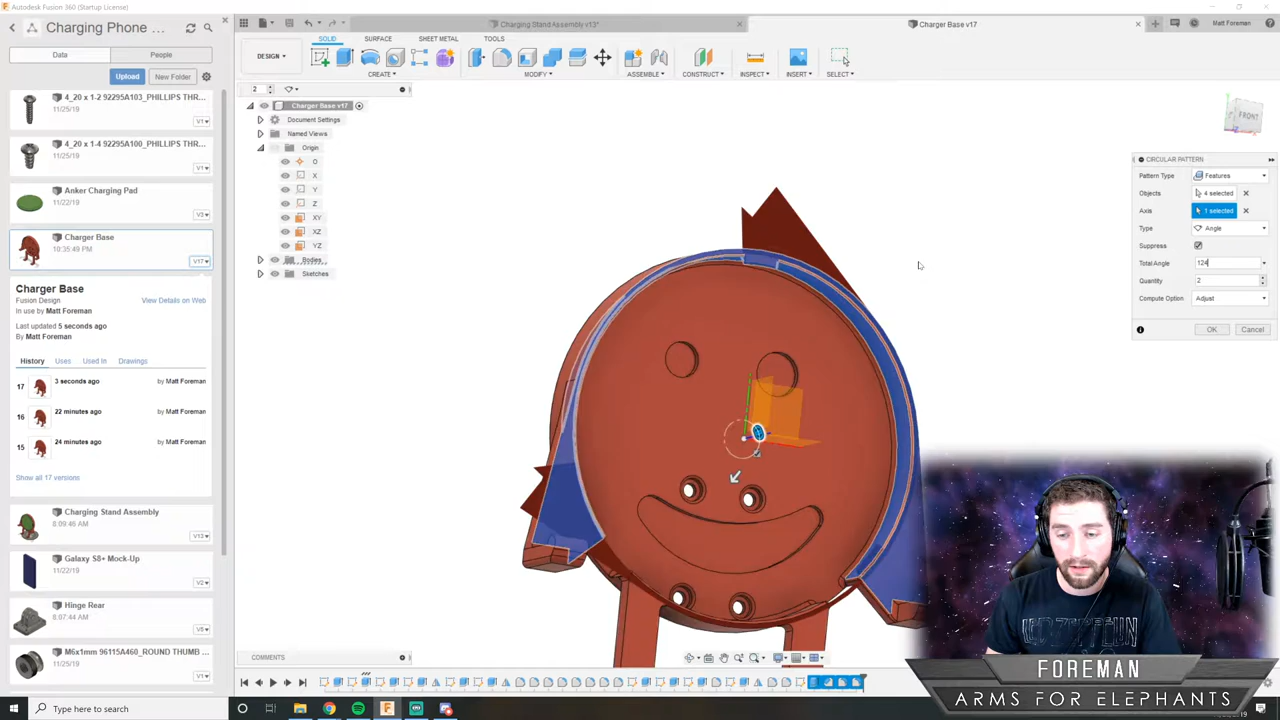 Autodesk Fusion 360 (Startup License)
Charging Phone ...
Charging Stand Assembly v13*
Charger Base v17
Matt Foreman
Data
People
Upload
New Folder
DESIGN
SOLID
SURFACE
SHEET METAL
TOOLS
CREATE
MODIFY
ASSEMBLE
CONSTRUCT
INSPECT
INSERT
SELECT
4_20 x 1-2 92295A103_PHILLIPS THR...
11/25/19
V1
4_20 x 1-4 92295A100_PHILLIPS THR...
11/25/19
V1
Anker Charging Pad
11/22/19
V3
Charger Base
10:35:49 PM
V17
Charger Base
Fusion Design
View Details on Web
In use by Matt Foreman
Last updated 5 seconds ago
By Matt Foreman
History
Uses
Used In
Drawings
17
3 seconds ago
by Matt Foreman
16
22 minutes ago
by Matt Foreman
15
24 minutes ago
by Matt Foreman
Show all 17 versions
Charging Stand Assembly
8:09:46 AM
V13
Galaxy S8+ Mock-Up
11/22/19
V2
Hinge Rear
8:07:44 AM
V5
M6x1mm 96115A460_ROUND THUMB ...
11/25/19
V1
2
Charger Base v17
Document Settings
Named Views
Origin
O
X
Y
Z
XY
XZ
YZ
Bodies
Sketches
FRONT
CIRCULAR PATTERN
Pattern Type
Features
Objects
4 selected
Axis
1 selected
Type
Angle
Suppress
Total Angle
124
Quantity
2
Compute Option
Adjust
OK
Cancel
COMMENTS
LED ZEPPELIN
FOREMAN
ARMS FOR ELEPHANTS
Type here to search